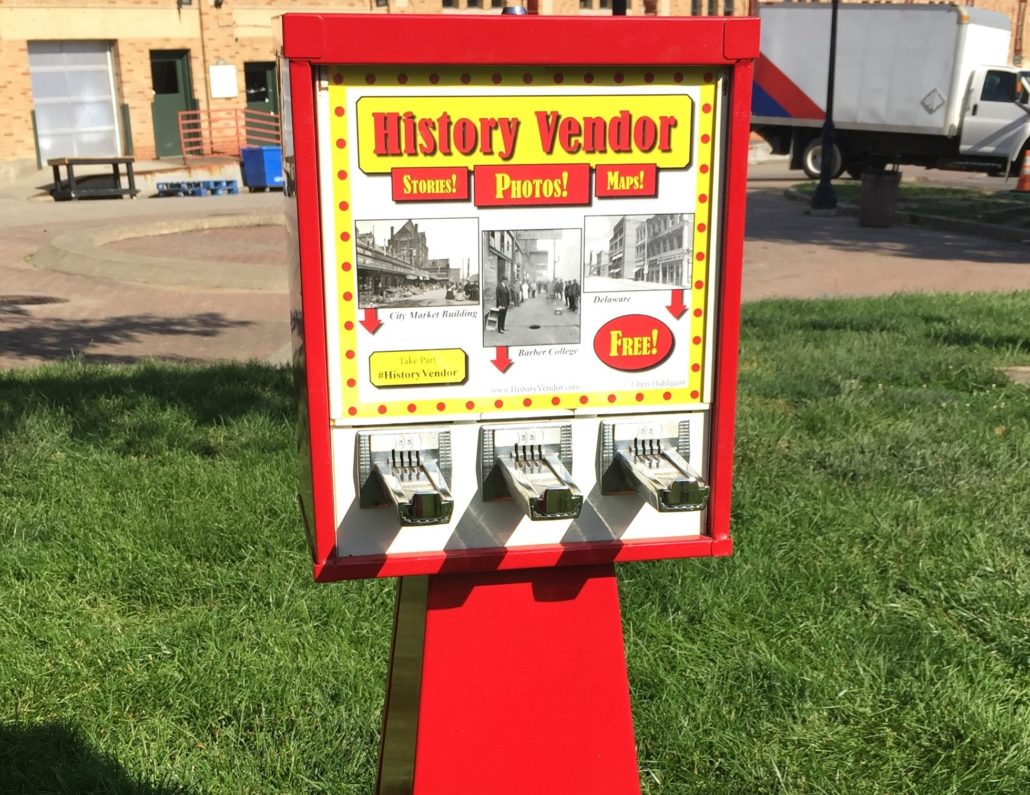 History Vendor
Stories!
Photos!
Maps!
City Market Building
Barber College
Delaware
Free!
Take Part
#HistoryVendor
www.HistoryVendor.com
Chris Dahlquist